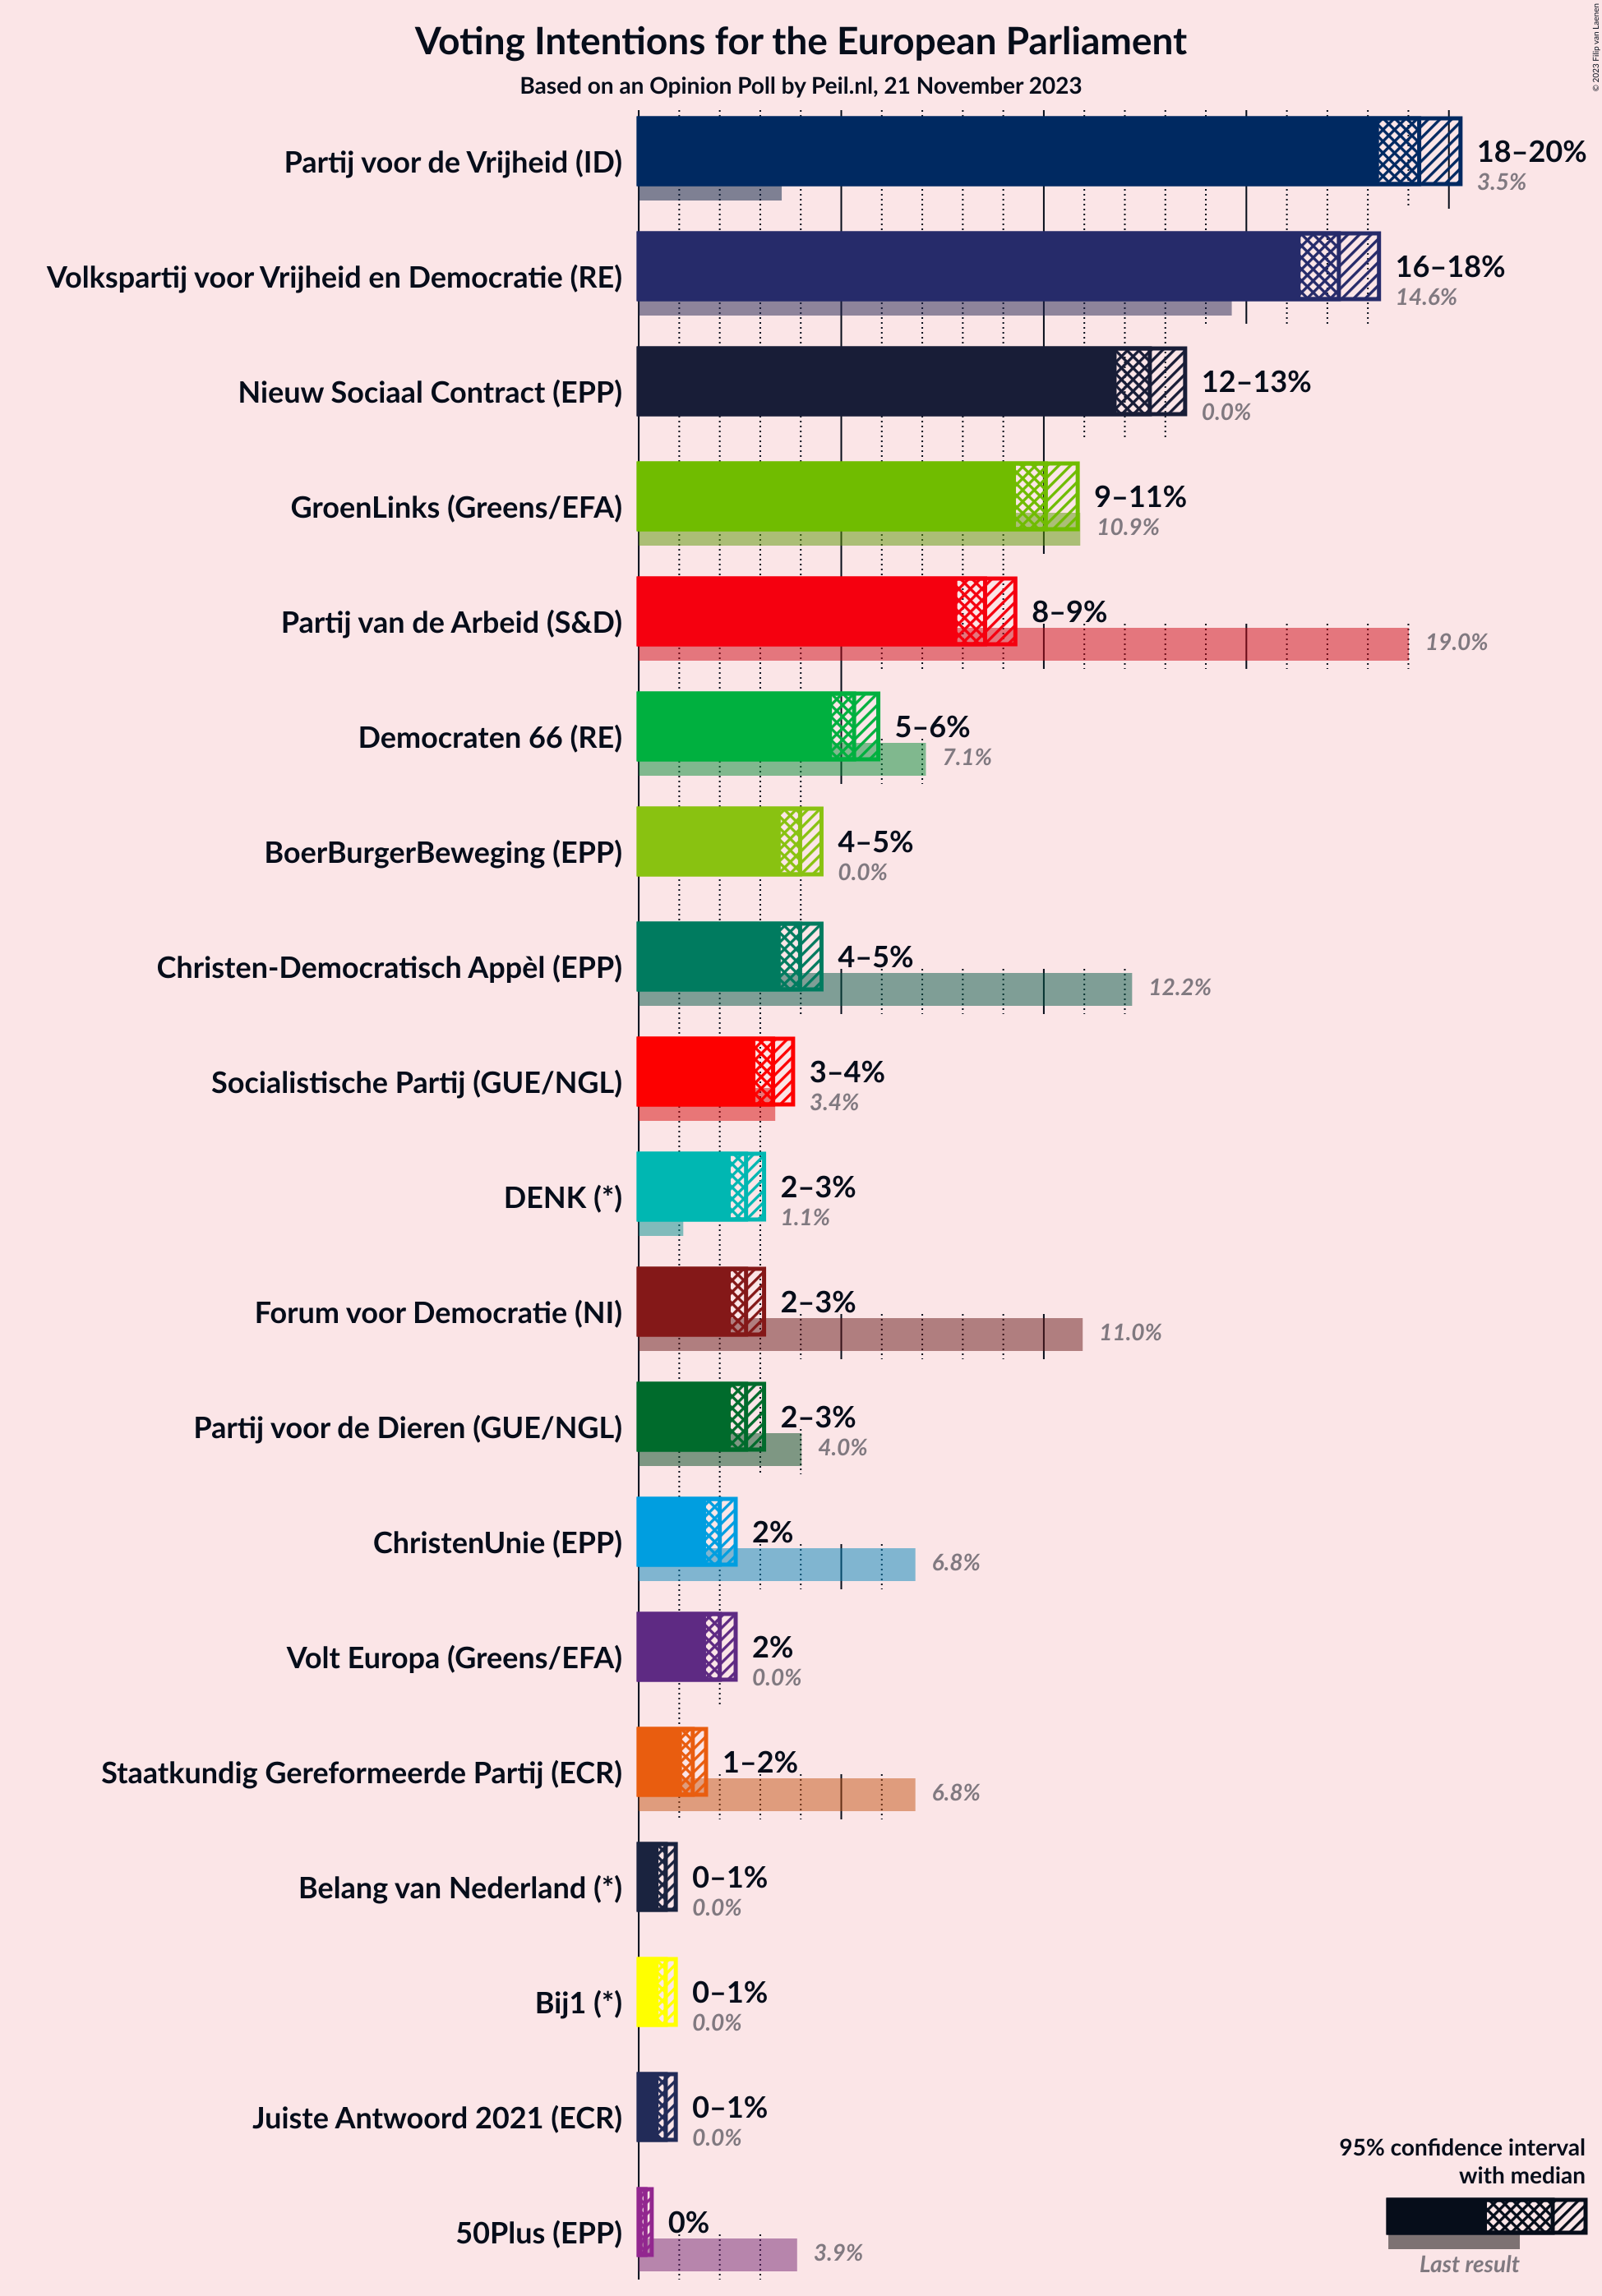 Voting Intentions for the European Parliament
Based on an Opinion Poll by Peil.nl, 21 November 2023
© 2023 Filip van Laenen
Partij voor de Vrijheid (ID)
18–20%
3.5%
Volkspartij voor Vrijheid en Democratie (RE)
16–18%
14.6%
Nieuw Sociaal Contract (EPP)
12–13%
0.0%
GroenLinks (Greens/EFA)
9–11%
10.9%
Partij van de Arbeid (S&D)
8–9%
19.0%
Democraten 66 (RE)
5–6%
7.1%
BoerBurgerBeweging (EPP)
4–5%
0.0%
Christen-Democratisch Appèl (EPP)
4–5%
12.2%
Socialistische Partij (GUE/NGL)
3–4%
3.4%
DENK (*)
2–3%
1.1%
Forum voor Democratie (NI)
2–3%
11.0%
Partij voor de Dieren (GUE/NGL)
2–3%
4.0%
ChristenUnie (EPP)
2%
6.8%
Volt Europa (Greens/EFA)
2%
0.0%
Staatkundig Gereformeerde Partij (ECR)
1–2%
6.8%
Belang van Nederland (*)
0–1%
0.0%
Bij1 (*)
0–1%
0.0%
Juiste Antwoord 2021 (ECR)
0–1%
0.0%
50Plus (EPP)
0%
3.9%
95% confidence interval
with median
Last result